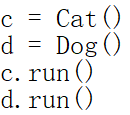 c = Cat()
d = Dog()
c.run()
d.run()